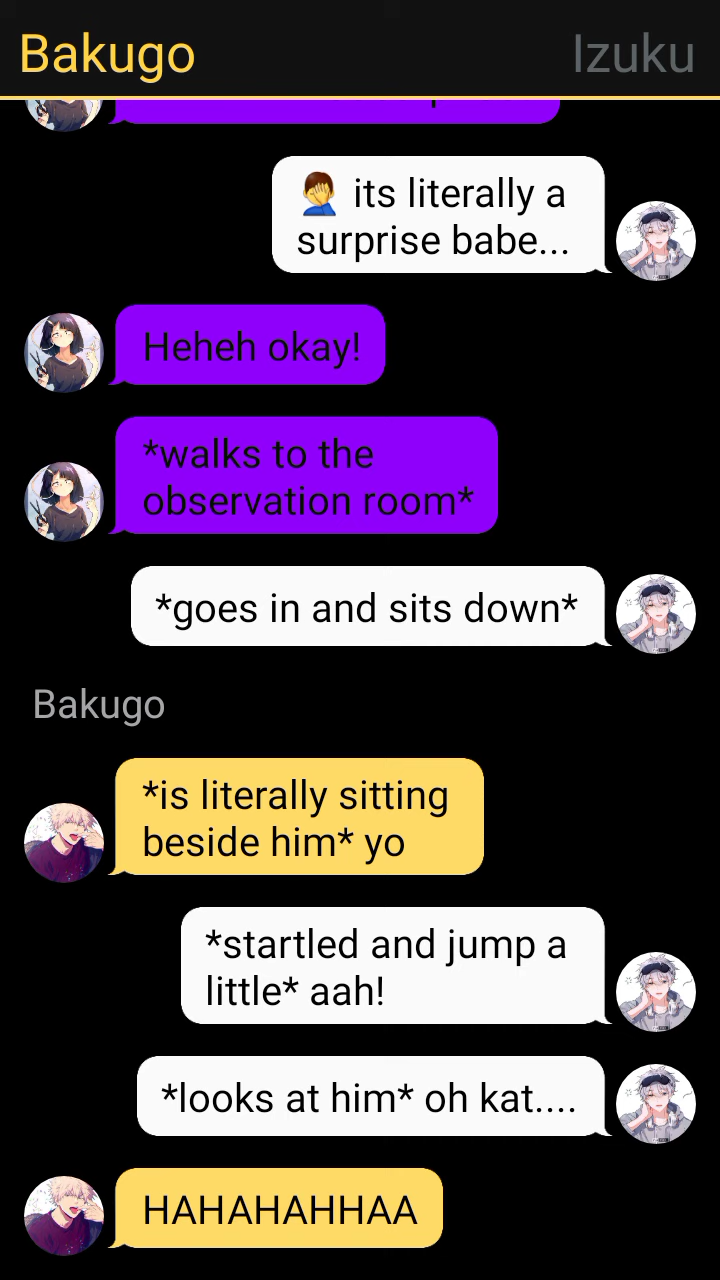 Bakugo
Izuku
🤦‍♂️ its literally a
surprise babe...
Heheh okay!
*walks to the
observation room*
*goes in and sits down*
Bakugo
*is literally sitting
beside him* yo
*startled and jump a
little* aah!
*looks at him* oh kat....
HAHAHAHHAA